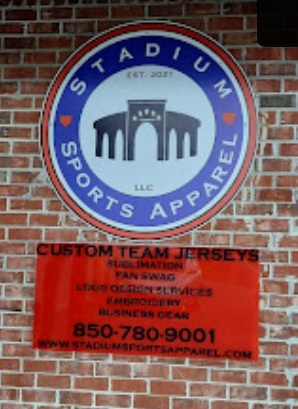 STADIUM
EST. 2021
LLC
SPORTS APPAREL
CUSTOM TEAM JERSEYS
SUBLIMATION
FAN SWAG
LOGO DESIGN SERVICES
EMBROIDERY
BUSINESS GEAR
850-780-9001
WWW.STADIUMSPORTSAPPAREL.COM